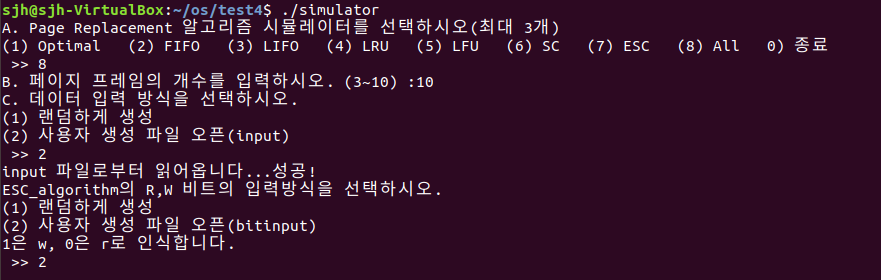 sjh@sjh-VirtualBox:~/os/test4$ ./simulator
A. Page Replacement 알고리즘 시뮬레이터를 선택하시오(최대 3개)
(1) Optimal (2) FIFO (3) LIFO (4) LRU (5) LFU (6) SC (7) ESC (8) All 0) 종료
>> 8
B. 페이지 프레임의 개수를 입력하시오. (3~10) :10
C. 데이터 입력 방식을 선택하시오.
(1) 랜덤하게 생성
(2) 사용자 생성 파일 오픈(input)
>> 2
input 파일로부터 읽어옵니다...성공!
ESC_algorithm의 R,W 비트의 입력방식을 선택하시오.
(1) 랜덤하게 생성
(2) 사용자 생성 파일 오픈(bitinput)
1은 w, 0은 r로 인식합니다.
>> 2